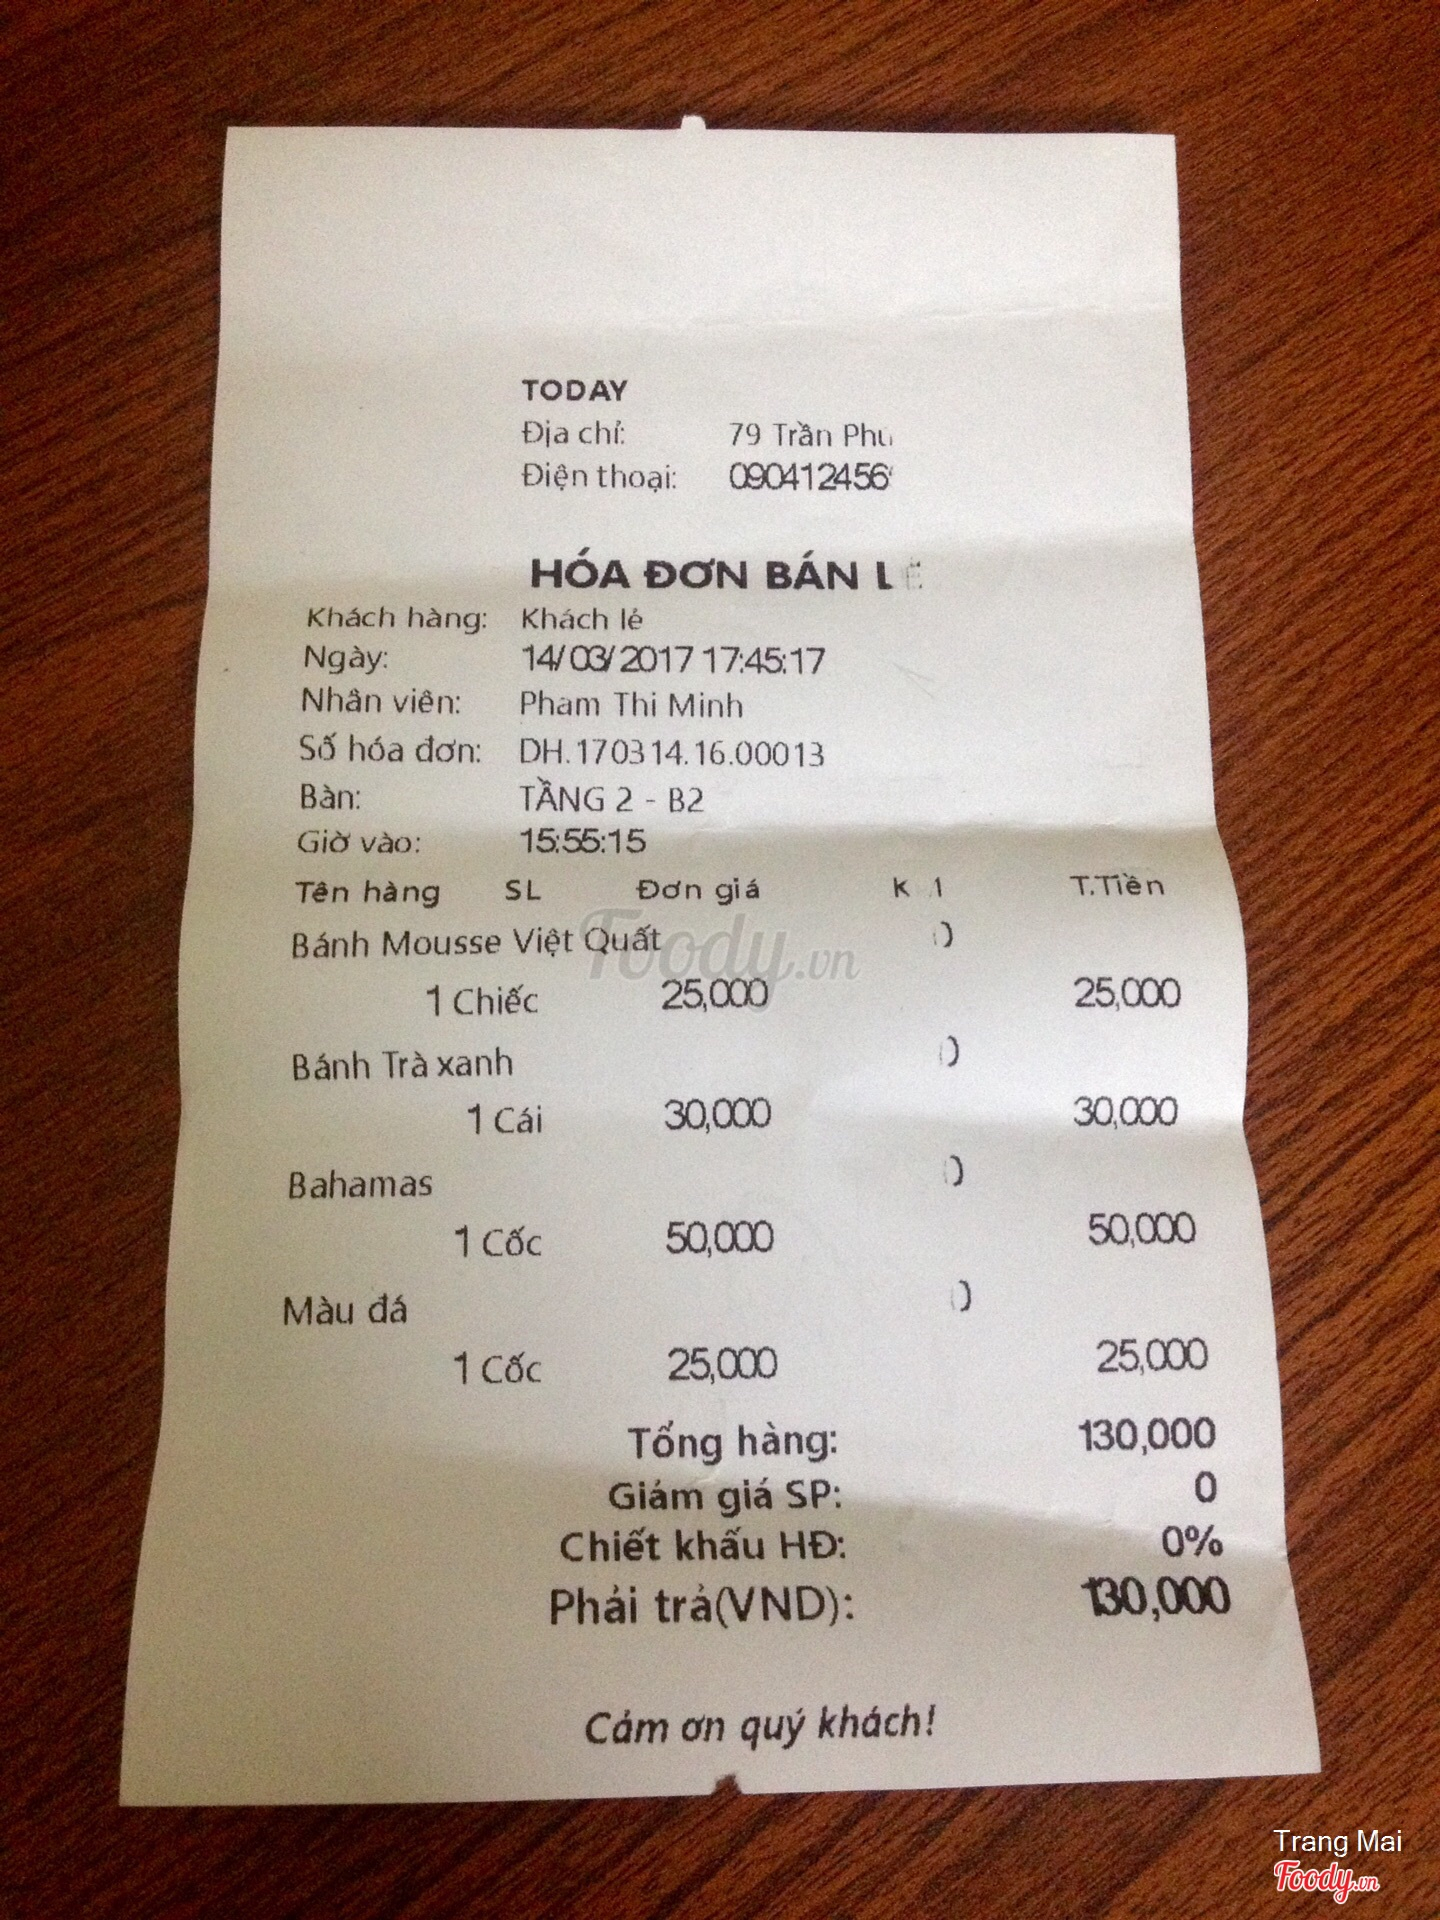 TODAY
Địa chỉ: 79 Trần Phú
Điện thoại:
HÓA ĐƠN BÁN LẺ
Khách hàng: Khách lẻ
Ngày: 14/03/2017 17:45:17
Nhân viên: Pham Thi Minh
Số hóa đơn: DH.170314.16.00013
Bàn: TẦNG 2 - B2
Giờ vào: 15:55:15
Tên hàng SL Đơn giá T.Tiền
Bánh Mousse Việt Quất 0
1 Chiếc 25,000 25,000
Bánh Trà xanh 0
1 Cái 30,000 30,000
Bahamas 0
1 Cốc 50,000 50,000
Màu đá 0
1 Cốc 25,000 25,000
Tổng hàng: 130,000
Giảm giá SP: 0
Chiết khấu HĐ: 0%
Phải trả(VND): 130,000
Cảm ơn quý khách!
Foody.vn
Trang Mai
Foody.vn